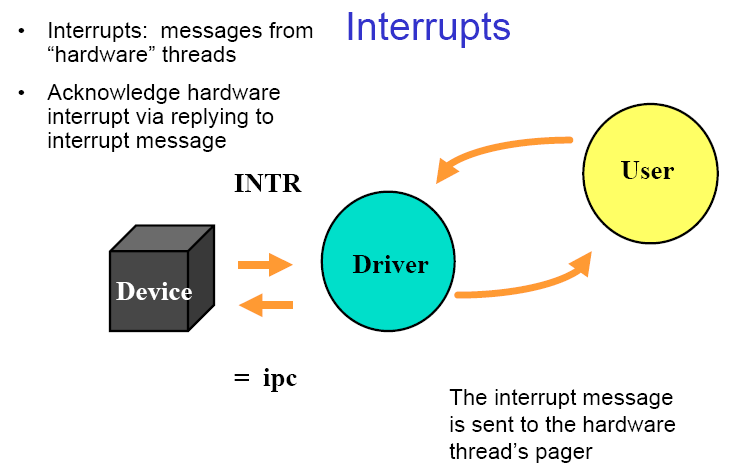 Interrupts
• Interrupts: messages from
“hardware” threads
• Acknowledge hardware
interrupt via replying to
interrupt message
INTR
User
Driver
Device
= ipc
The interrupt message
is sent to the hardware
thread’s pager